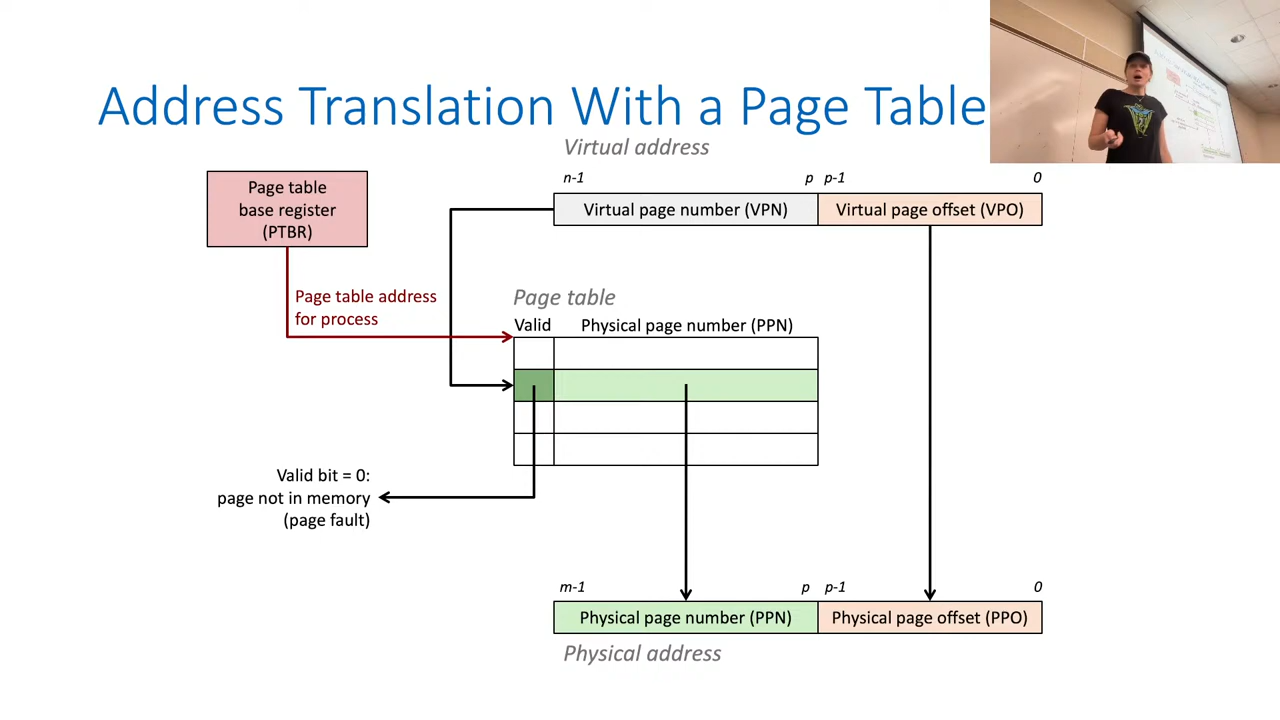 Address Translation With a Page Table
Virtual address
n-1 p p-1 0
Page table
base register
(PTBR)
Virtual page number (VPN) Virtual page offset (VPO)
Page table address
for process
Page table
Valid Physical page number (PPN)
Valid bit = 0:
page not in memory
(page fault)
m-1 p p-1 0
Physical page number (PPN) Physical page offset (PPO)
Physical address